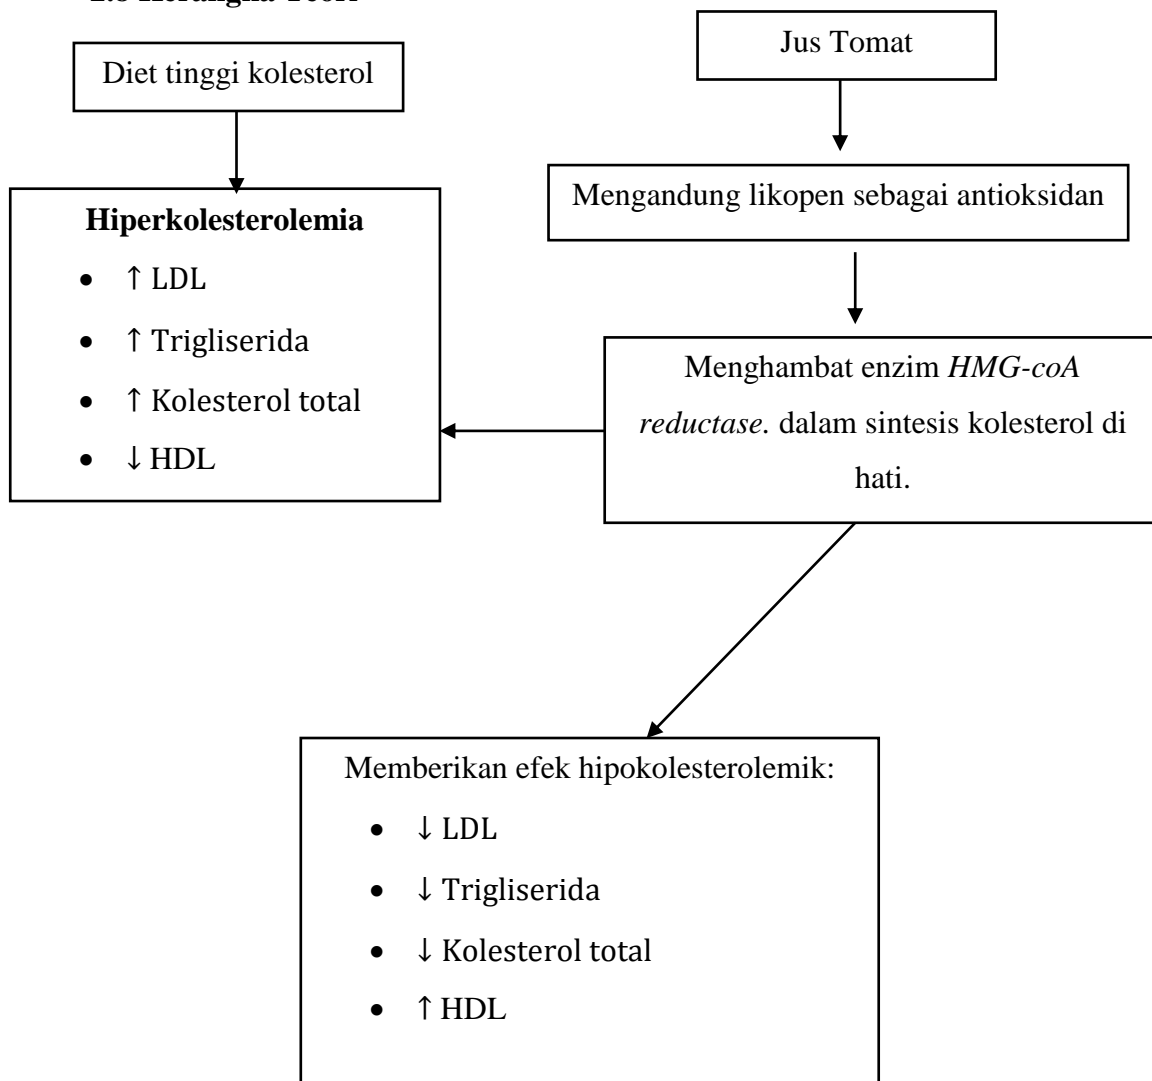 Jus Tomat
Diet tinggi kolesterol
Mengandung likopen sebagai antioksidan
Hiperkolesterolemia
• ↑ LDL
• ↑ Trigliserida
• ↑ Kolesterol total
• ↓ HDL
Menghambat enzim HMG-coA
reductase. dalam sintesis kolesterol di
hati.
Memberikan efek hipokolesterolemik:
• ↓ LDL
• ↓ Trigliserida
• ↓ Kolesterol total
• ↑ HDL